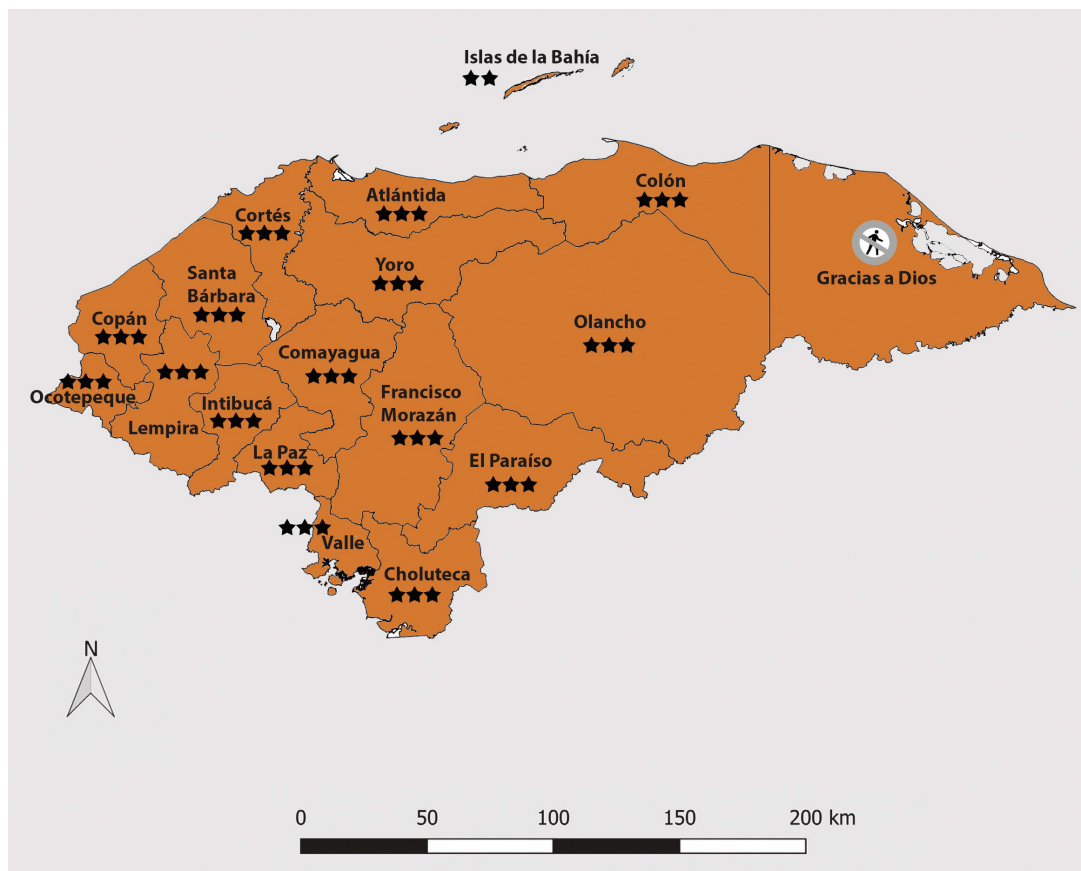 Islas de la Bahía
Atlántida
Colón
Cortés
Yoro
Santa
Bárbara
Gracias a Dios
Copán
Olancho
Comayagua
Ocotepeque
Francisco
Morazán
Intibucá
Lempira
La Paz
El Paraíso
Valle
Choluteca
N
0 50 100 150 200 km